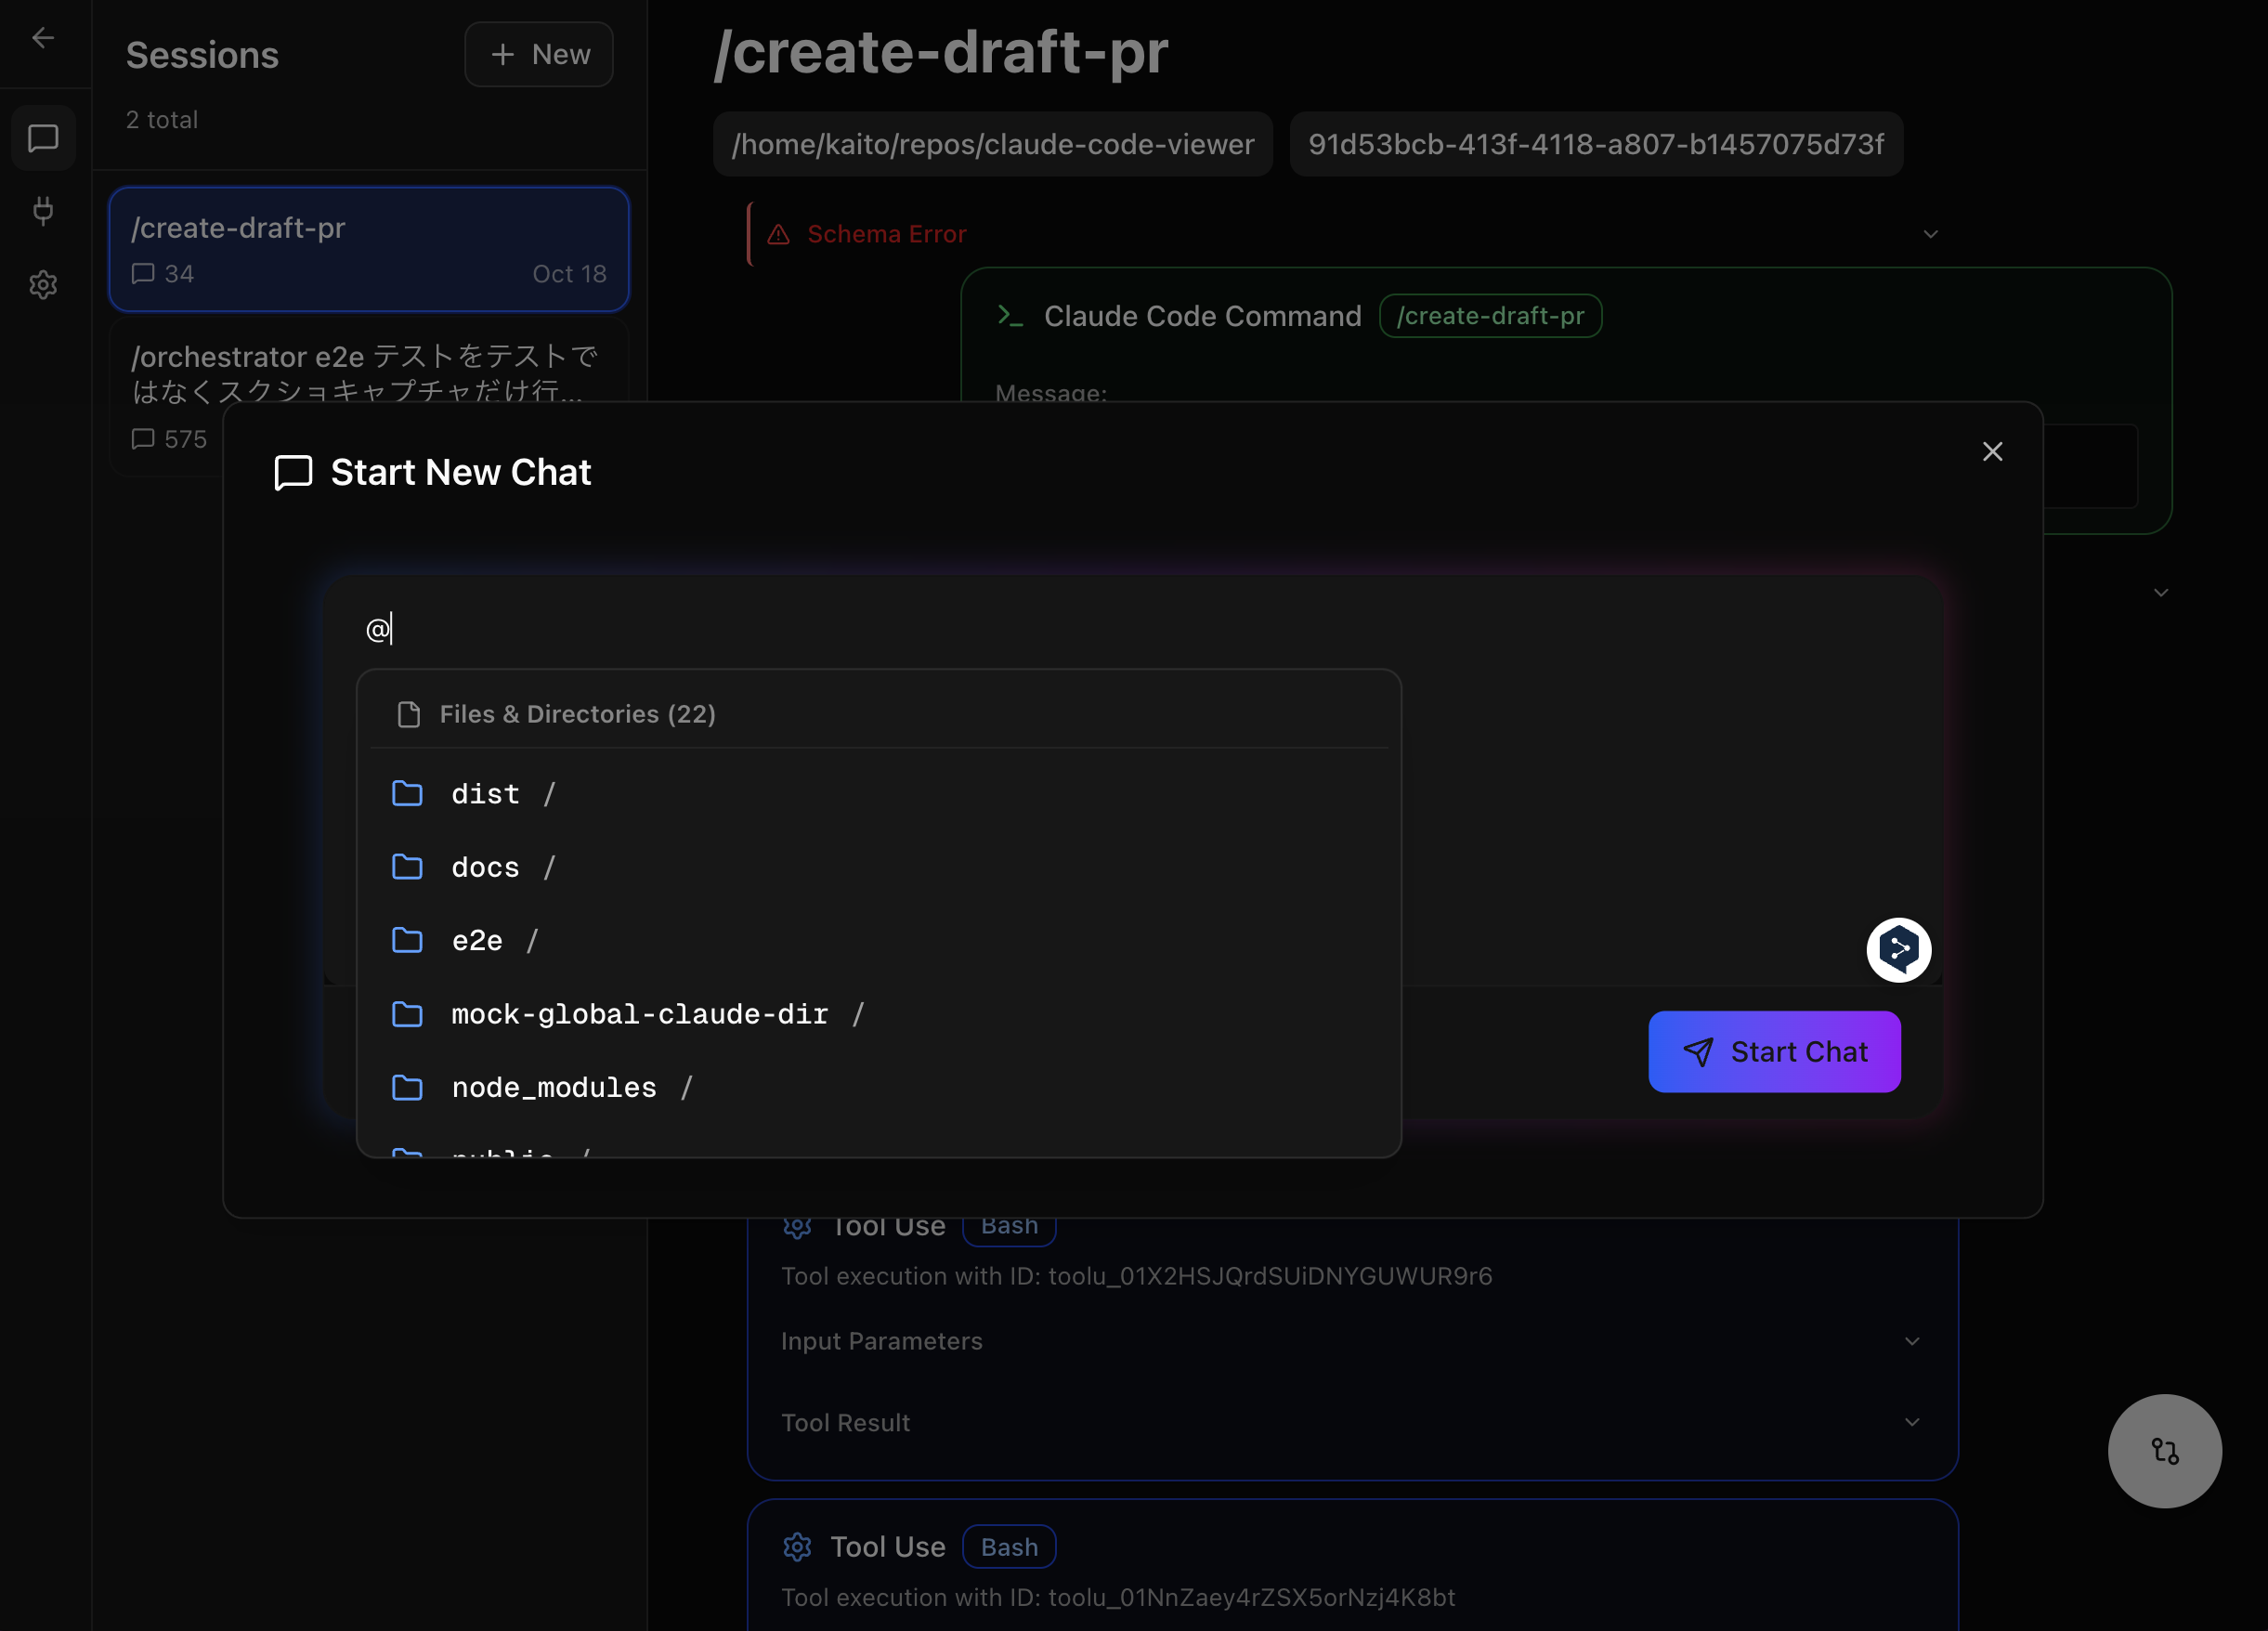 Sessions
New
2 total
/create-draft-pr
34
Oct 18
/orchestrator e2e テストをテストで
はなくスクショキャプチャだけ行...
575
/create-draft-pr
/home/kaito/repos/claude-code-viewer
91d53bcb-413f-4118-a807-b1457075d73f
Schema Error
Claude Code Command
/create-draft-pr
Message:
Start New Chat
@
Files & Directories (22)
dist /
docs /
e2e /
mock-global-claude-dir /
node_modules /
public /
Start Chat
Tool Use
Bash
Tool execution with ID: toolu_01X2HSJQrdSUiDNYGUWUR9r6
Input Parameters
Tool Result
Tool Use
Bash
Tool execution with ID: toolu_01NnZaey4rZSX5orNzj4K8bt